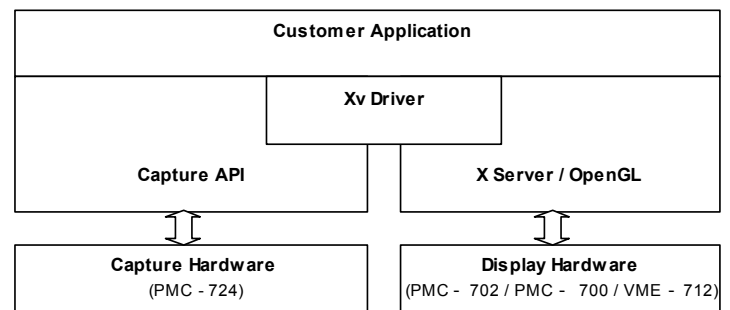 Customer Application
Xv Driver
Capture API
X Server / OpenGL
Capture Hardware
(PMC - 724)
Display Hardware
(PMC - 702 / PMC - 700 / VME - 712)